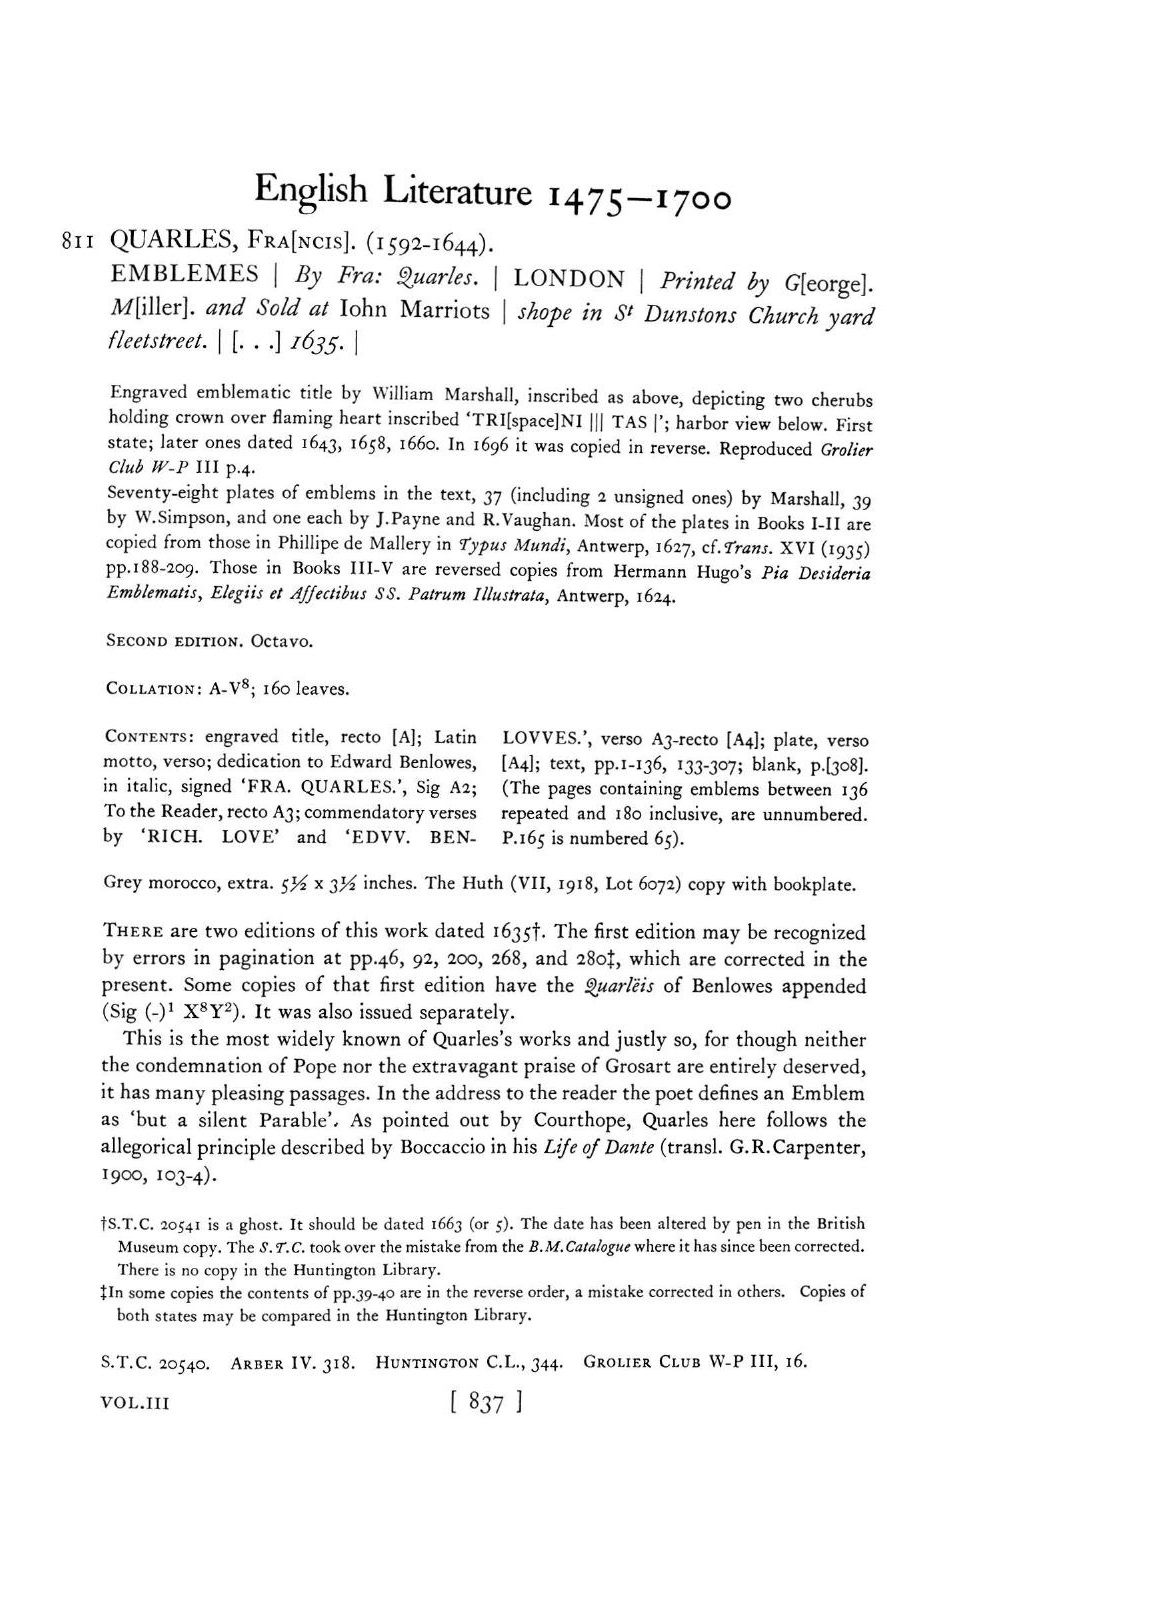 English Literature 1475—1700
811 QUARLES, FRA[NCIS]. (1592-1644).
EMBLEMES | By Fra: Quarles. | LONDON | Printed by G[eorge].
M[iller]. and Sold at Iohn Marriots | shope in Sᵗ Dunstons Church yard
fleetstreet. | [. . .] 1635. |
Engraved emblematic title by William Marshall, inscribed as above, depicting two cherubs
holding crown over flaming heart inscribed ‘TRI[space]NI ||| TAS |’; harbor view below. First
state; later ones dated 1643, 1658, 1660. In 1696 it was copied in reverse. Reproduced Grolier
Club W-P III p.4.
Seventy-eight plates of emblems in the text, 37 (including 2 unsigned ones) by Marshall, 39
by W.Simpson, and one each by J.Payne and R.Vaughan. Most of the plates in Books I-II are
copied from those in Phillipe de Mallery in Typus Mundi, Antwerp, 1627, cf. Trans. XVI (1935)
pp.188-209. Those in Books III-V are reversed copies from Hermann Hugo’s Pia Desideria
Emblematis, Elegiis et Affectibus SS. Patrum Illustrata, Antwerp, 1624.
SECOND EDITION. Octavo.
COLLATION: A-V⁸; 160 leaves.
CONTENTS: engraved title, recto [A]; Latin
motto, verso; dedication to Edward Benlowes,
in italic, signed ‘FRA. QUARLES.’, Sig A2;
To the Reader, recto A3; commendatory verses
by ‘RICH. LOVE’ and ‘EDVV. BEN-
LOVVES.’, verso A3-recto [A4]; plate, verso
[A4]; text, pp.1-136, 133-307; blank, p.[308].
(The pages containing emblems between 136
repeated and 180 inclusive, are unnumbered.
P.165 is numbered 65).
Grey morocco, extra. 5½ x 3½ inches. The Huth (VII, 1918, Lot 6072) copy with bookplate.
THERE are two editions of this work dated 1635†. The first edition may be recognized
by errors in pagination at pp.46, 92, 200, 268, and 280‡, which are corrected in the
present. Some copies of that first edition have the Quarlëis of Benlowes appended
(Sig (-)¹ X⁸Y²). It was also issued separately.
This is the most widely known of Quarles’s works and justly so, for though neither
the condemnation of Pope nor the extravagant praise of Grosart are entirely deserved,
it has many pleasing passages. In the address to the reader the poet defines an Emblem
as ‘but a silent Parable’. As pointed out by Courthope, Quarles here follows the
allegorical principle described by Boccaccio in his Life of Dante (transl. G.R.Carpenter,
1900, 103-4).
†S.T.C. 20541 is a ghost. It should be dated 1663 (or 5). The date has been altered by pen in the British
Museum copy. The S.T.C. took over the mistake from the B.M.Catalogue where it has since been corrected.
There is no copy in the Huntington Library.
‡In some copies the contents of pp.39-40 are in the reverse order, a mistake corrected in others. Copies of
both states may be compared in the Huntington Library.
S.T.C. 20540. ARBER IV. 318. HUNTINGTON C.L., 344. GROLIER CLUB W-P III, 16.
VOL.III [ 837 ]